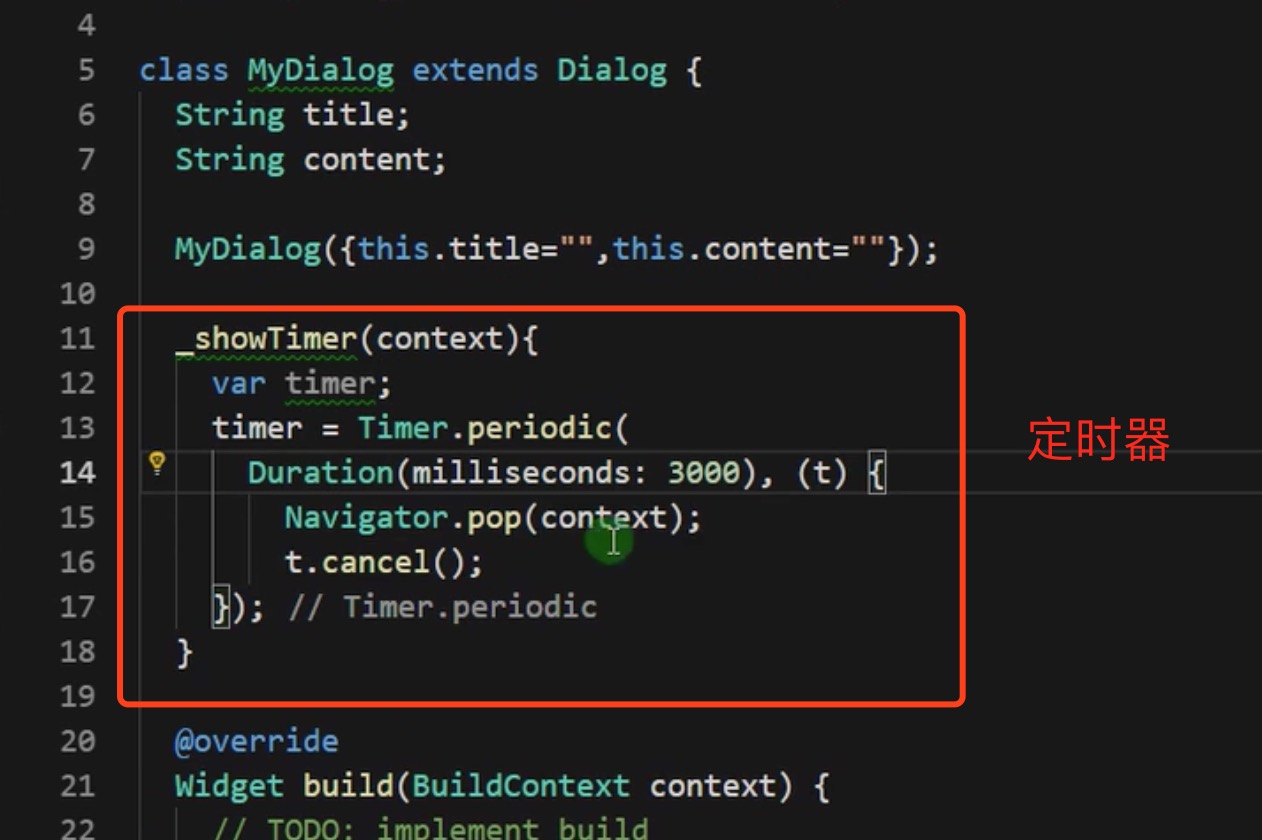 4
5 class MyDialog extends Dialog {
6 String title;
7 String content;
8
9 MyDialog({this.title="",this.content=""});
10
11 _showTimer(context){
12 var timer;
13 timer = Timer.periodic(
14 Duration(milliseconds: 3000), (t) {
定时器
15 Navigator.pop(context);
16 t.cancel();
17 }); // Timer.periodic
18 }
19
20 @override
21 Widget build(BuildContext context) {
22 // TODO: implement build